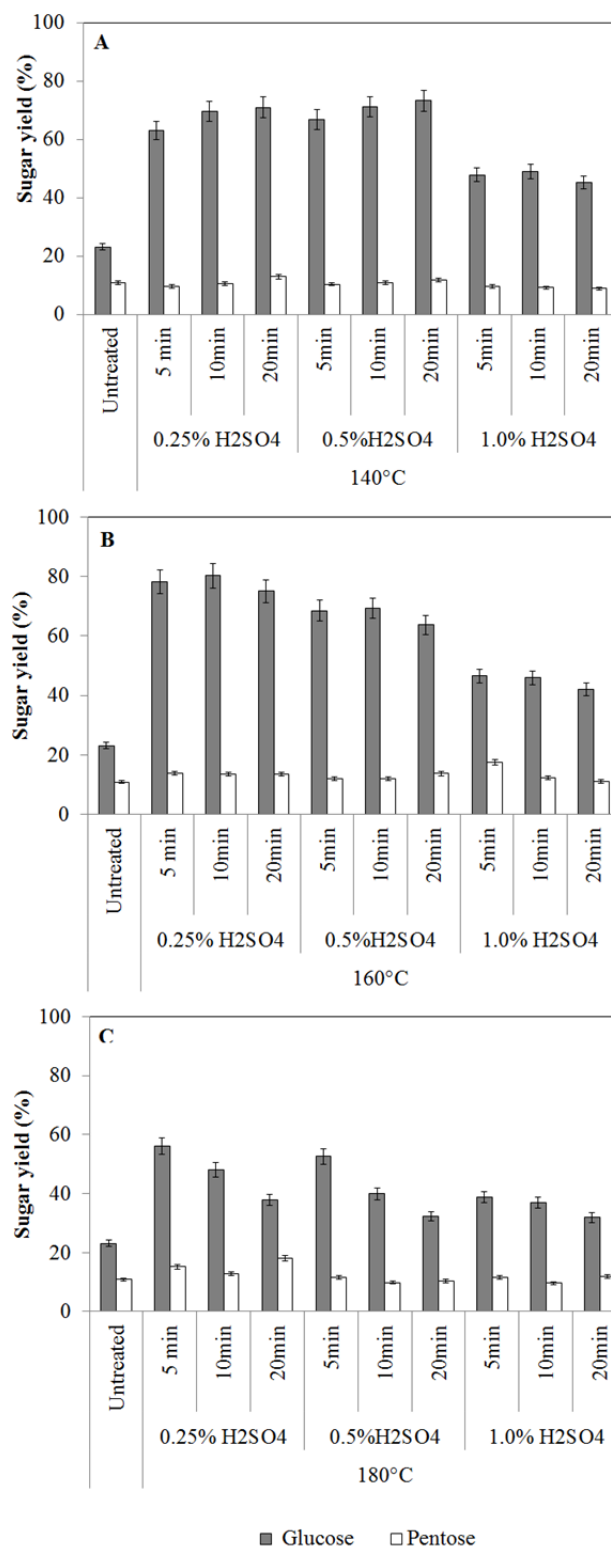 A
Sugar yield (%)
100
80
60
40
20
0
Untreated
5 min
10min
20min
5min
10min
20min
5min
10min
20min
0.25% H2SO4
0.5%H2SO4
1.0% H2SO4
140°C
B
Sugar yield (%)
100
80
60
40
20
0
Untreated
5 min
10min
20min
5min
10min
20min
5min
10min
20min
0.25% H2SO4
0.5%H2SO4
1.0% H2SO4
160°C
C
Sugar yield (%)
100
80
60
40
20
0
Untreated
5 min
10min
20min
5min
10min
20min
5min
10min
20min
0.25% H2SO4
0.5%H2SO4
1.0% H2SO4
180°C
Glucose
Pentose